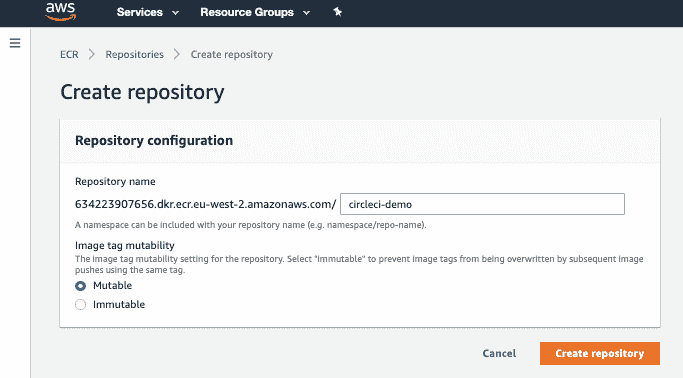 aws Services Resource Groups
ECR > Repositories > Create repository
Create repository
Repository configuration
Repository name
634223907656.dkr.ecr.eu-west-2.amazonaws.com/ circleci-demo
A namespace can be included with your repository name (e.g. namespace/repo-name).
Image tag mutability
The image tag mutability setting for the repository. Select "immutable" to prevent image tags from being overwritten by subsequent image
pushes using the same tag.
Mutable
Immutable
Cancel Create repository